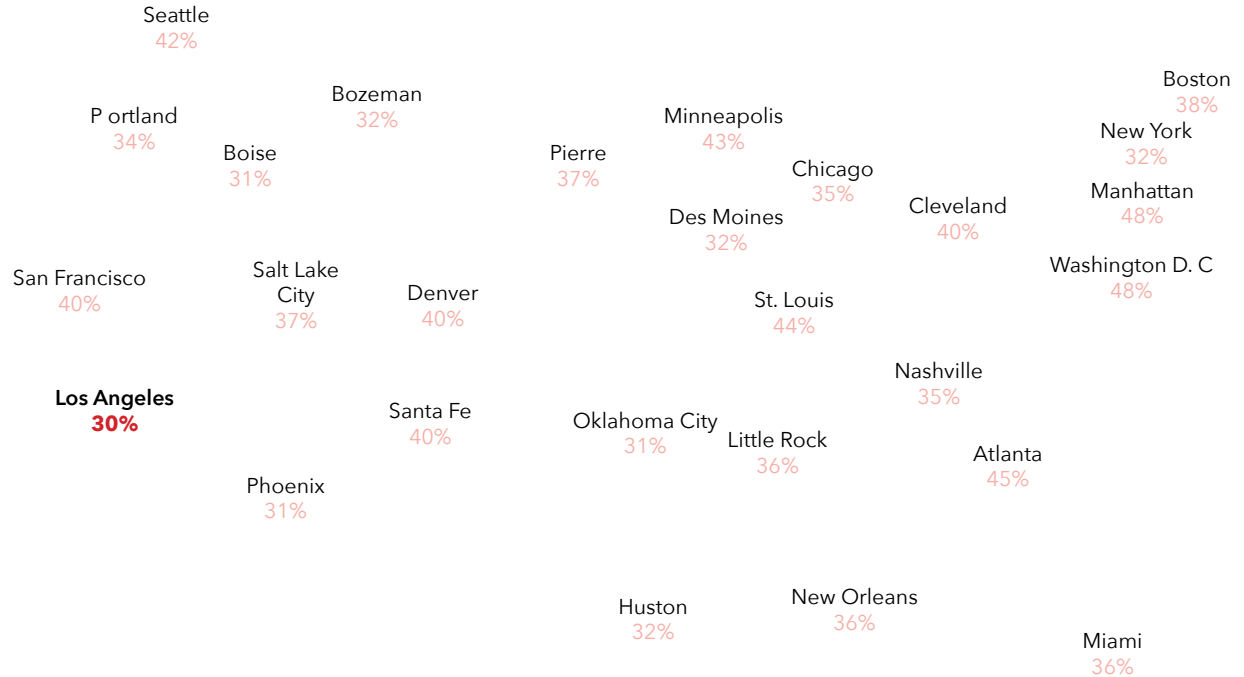 Seattle
42%
Boston
38%
Bozeman
32%
P ortland
34%
Minneapolis
43%
New York
32%
Boise
31%
Pierre
37%
Chicago
35%
Manhattan
48%
Cleveland
40%
Des Moines
32%
Washington D. C
48%
San Francisco
40%
Salt Lake
City
37%
Denver
40%
St. Louis
44%
Nashville
35%
Los Angeles
30%
Santa Fe
40%
Oklahoma City
31%
Little Rock
36%
Atlanta
45%
Phoenix
31%
Huston
32%
New Orleans
36%
Miami
36%